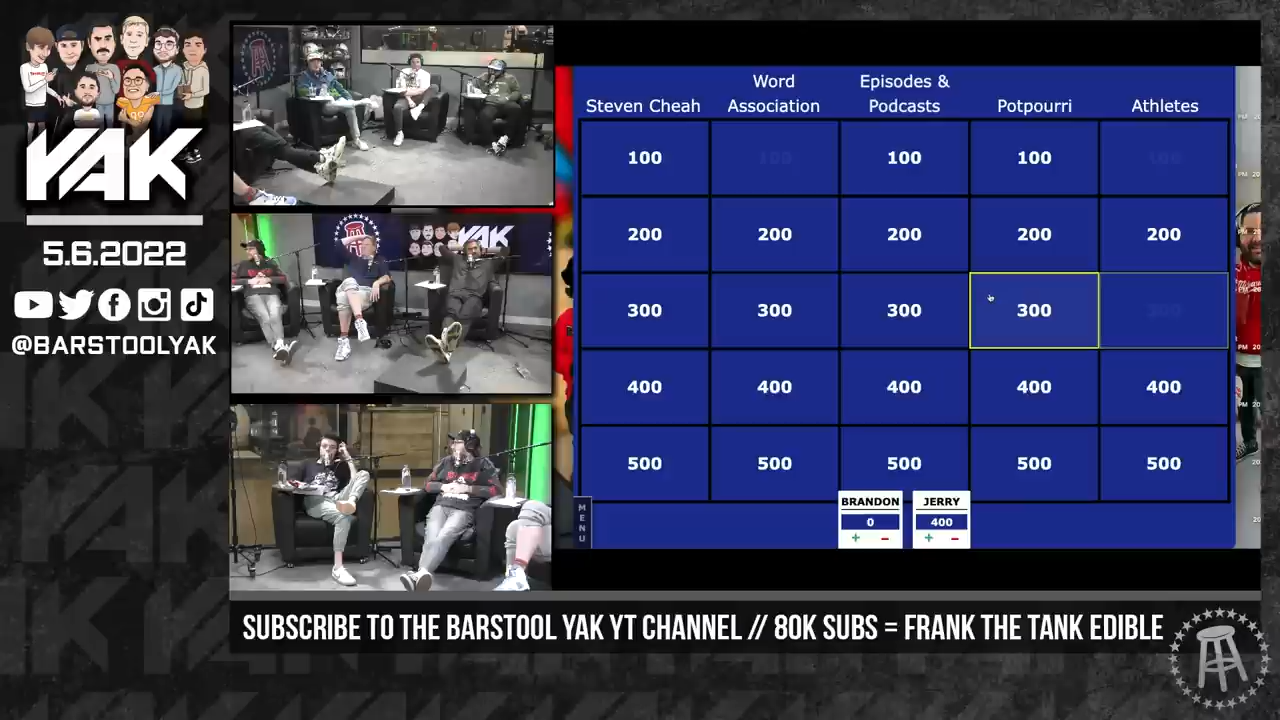 YAK
5.6.2022
@BARSTOOLYAK
YAK
Steven Cheah
Word
Association
Episodes &
Podcasts
Potpourri
Athletes
100
100
100
100
200
200
200
200
200
300
300
300
300
400
400
400
400
400
500
500
500
500
500
MENU
BRANDON
0
+ −
JERRY
400
+ −
SUBSCRIBE TO THE BARSTOOL YAK YT CHANNEL // 80K SUBS = FRANK THE TANK EDIBLE